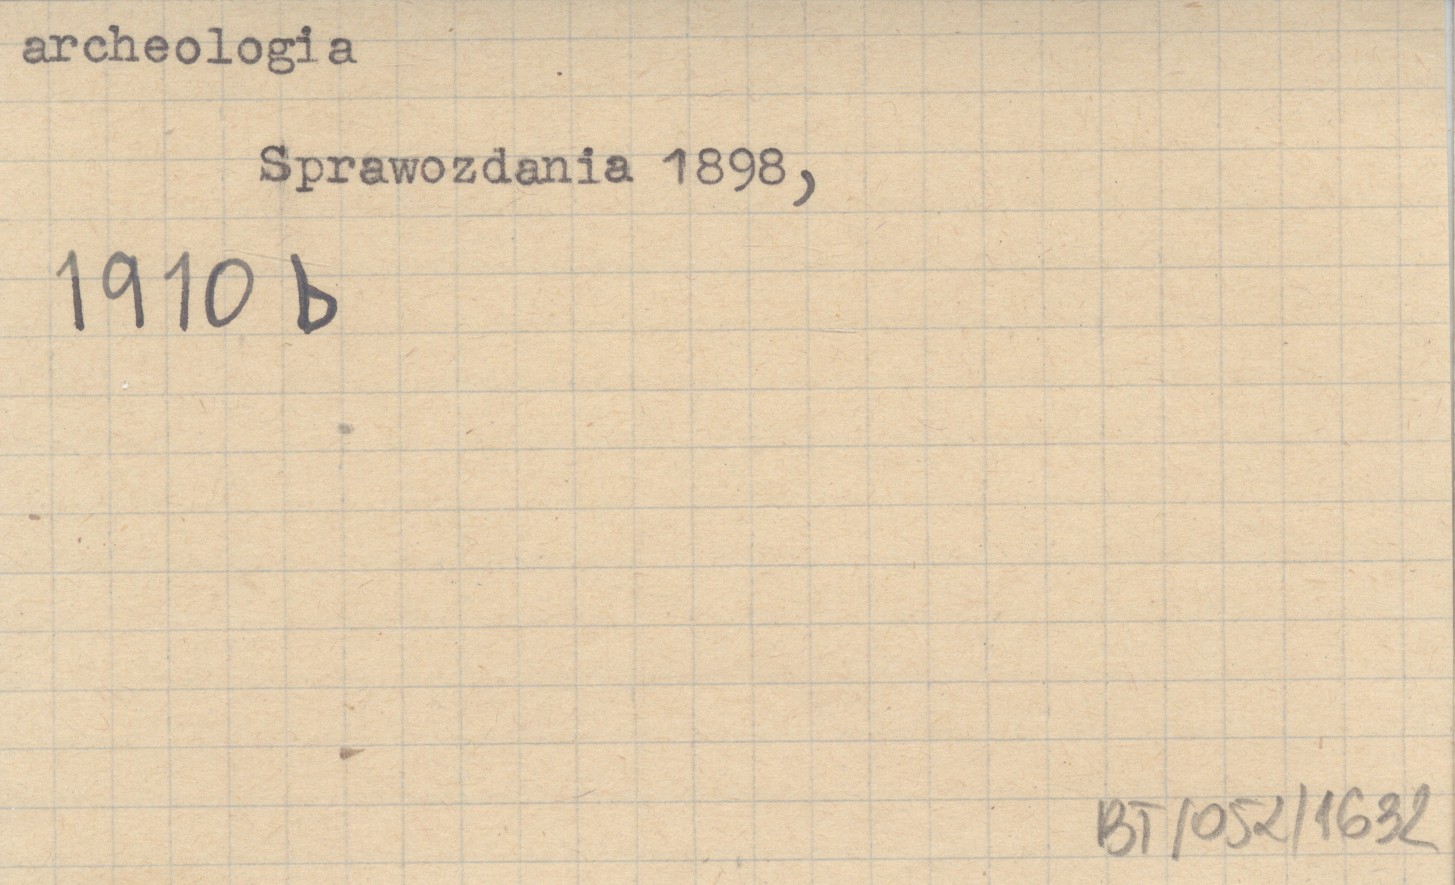 archeologia
Sprawozdania 1898,
1910 b
BT/052/1632